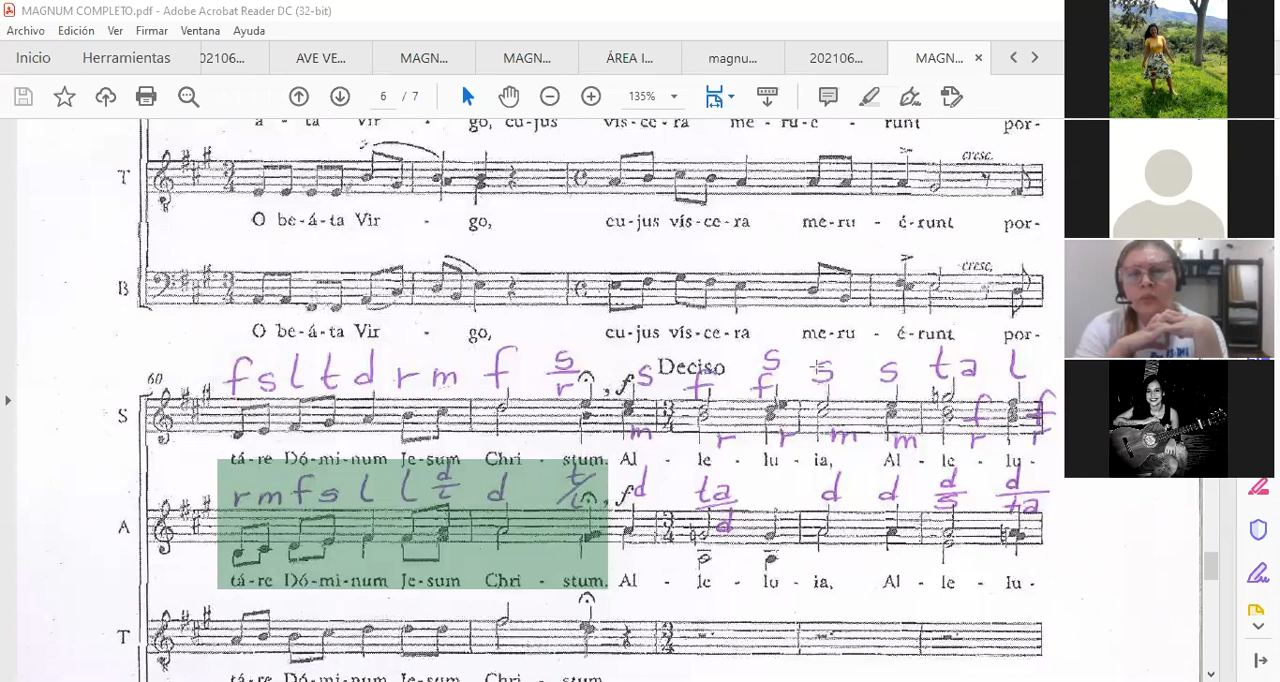 MAGNUM COMPLETO.pdf - Adobe Acrobat Reader DC (32-bit)
Archivo Edición Ver Firmar Ventana Ayuda
Inicio Herramientas 202106... AVE VE... MAGN... MAGN... ÁREA I... magnu... 202106... MAGN... ×
6 / 7 135%
a - ta Vir - go, cu-jus vís-ce-ra me-ru-é - runt por-
T cresc.
O be-á-ta Vir - go, cu-jus vís-ce-ra me-ru - é-runt por-
B cresc.
O be-á-ta Vir - go, cu-jus vís-ce-ra me-ru - é-runt por-
60 f s l t d r m f s r s Deciso f f s s s ta l
S f m r r m m r f r f
tá-re Dó-mi-num Je-sum Chri - stum. Al - le - lu - ia, Al - le - lu-
r m f s l l d t d t f d ta d d d d s d ta
A
tá-re Dó-mi-num Je-sum Chri - stum. Al - le - lu - ia, Al - le - lu-
T
tá-re Dó-mi-num Je-sum Chri - stum.